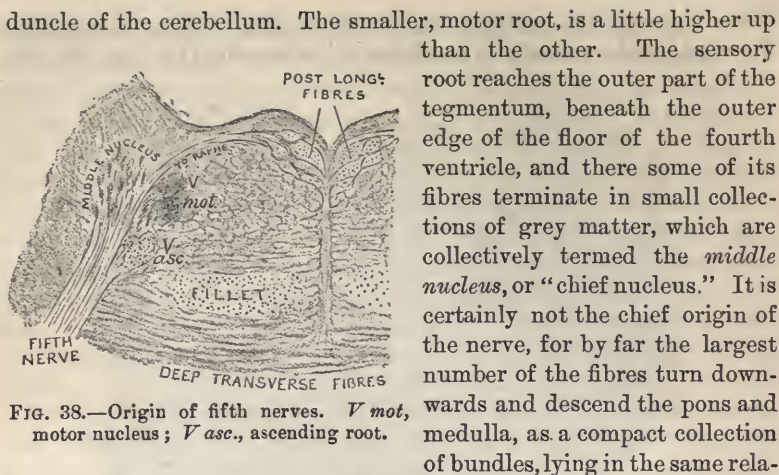 duncle of the cerebellum. The smaller, motor root, is a little higher up
than the other. The sensory
root reaches the outer part of the
tegmentum, beneath the outer
edge of the floor of the fourth
ventricle, and there some of its
fibres terminate in small collec-
tions of grey matter, which are
collectively termed the middle
nucleus, or "chief nucleus." It is
certainly not the chief origin of
the nerve, for by far the largest
number of the fibres turn down-
wards and descend the pons and
medulla, as a compact collection
of bundles, lying in the same rela-
POST LONGL
FIBRES
MIDDLE NUCLEUS
TO RAPHE
V
mot.
V
asc.
FILLET
FIFTH
NERVE
DEEP TRANSVERSE FIBRES
FIG. 38.—Origin of fifth nerves. V mot,
motor nucleus; V asc., ascending root.